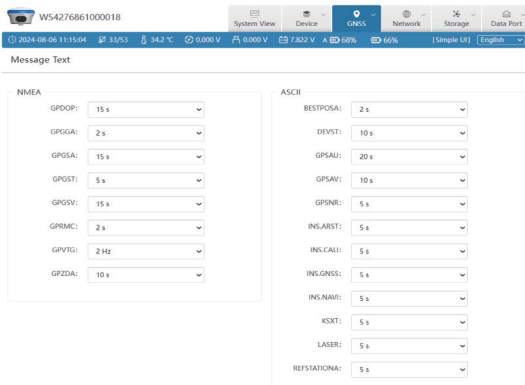 W54276861000018
System View
Device
GNSS
Network
Storage
Data Port
2024-08-06 11:15:04 33/53 34.2 °C 0.000 V 0.000 V 7.822 V A 68% 66% [Simple UI] English
Message Text
NMEA
GPDOP: 15 s
GPGGA: 2 s
GPGSA: 15 s
GPGST: 5 s
GPGSV: 15 s
GPRMC: 2 s
GPVTG: 2 Hz
GPZDA: 10 s
ASCII
BESTPOSA: 2 s
DEVST: 10 s
GPSAU: 20 s
GPSAV: 10 s
GPSNR: 5 s
INS.ARST: 5 s
INS.CALI: 5 s
INS.GNSS: 5 s
INS.NAVI: 5 s
KSXT: 5 s
LASER: 5 s
REFSTATIONA: 5 s